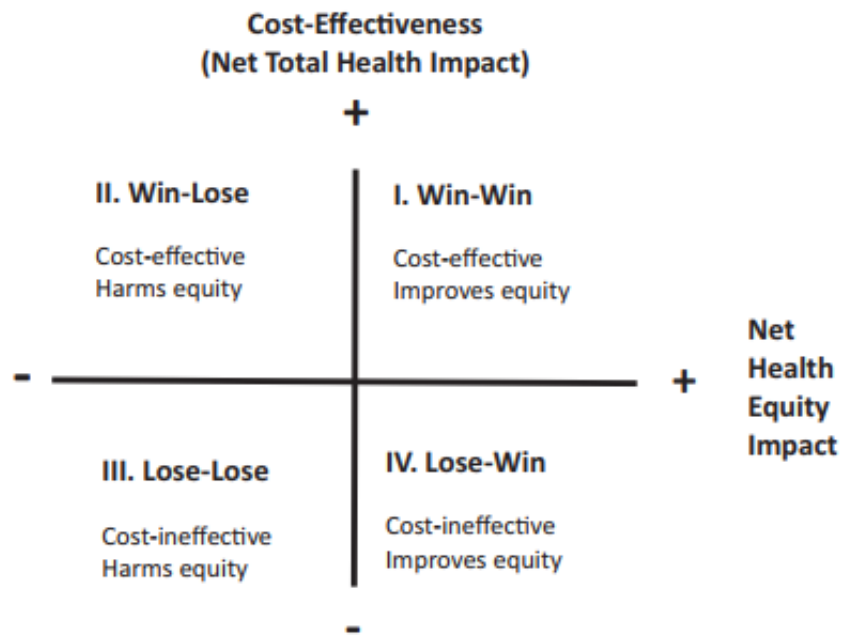 Cost-Effectiveness
(Net Total Health Impact)
+
II. Win-Lose
Cost-effective
Harms equity
I. Win-Win
Cost-effective
Improves equity
-
+
Net
Health
Equity
Impact
III. Lose-Lose
Cost-ineffective
Harms equity
IV. Lose-Win
Cost-ineffective
Improves equity
-